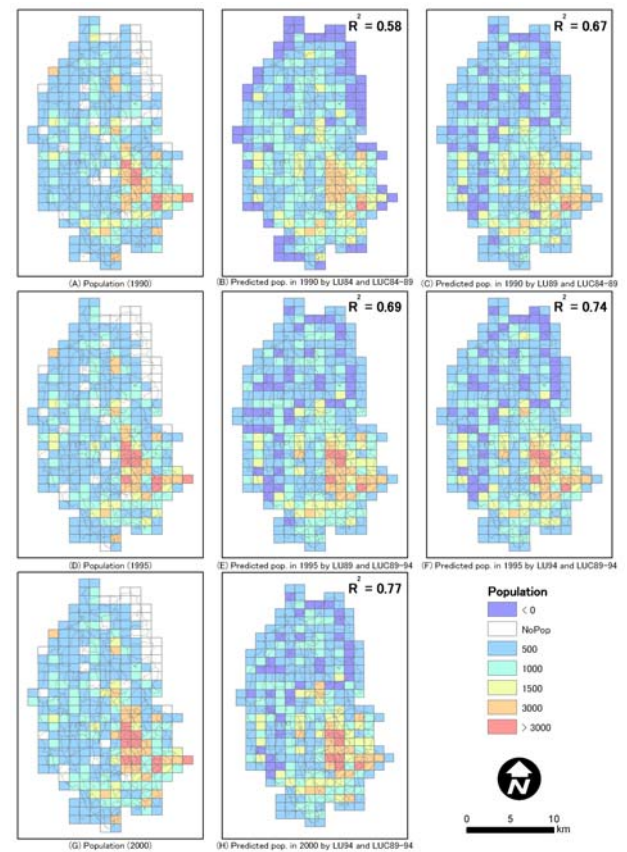 R² = 0.58
R² = 0.67
(A) Population (1990)
(B) Predicted pop. in 1990 by LU84 and LUC84-89
(C) Predicted pop. in 1990 by LU89 and LUC84-89
R² = 0.69
R² = 0.74
(D) Population (1995)
(E) Predicted pop. in 1995 by LU89 and LUC89-94
(F) Predicted pop. in 1995 by LU94 and LUC89-94
R² = 0.77
Population
< 0
NoPop
500
1000
1500
3000
> 3000
N
0 5 10
km
(G) Population (2000)
(H) Predicted pop. in 2000 by LU94 and LUC89-94